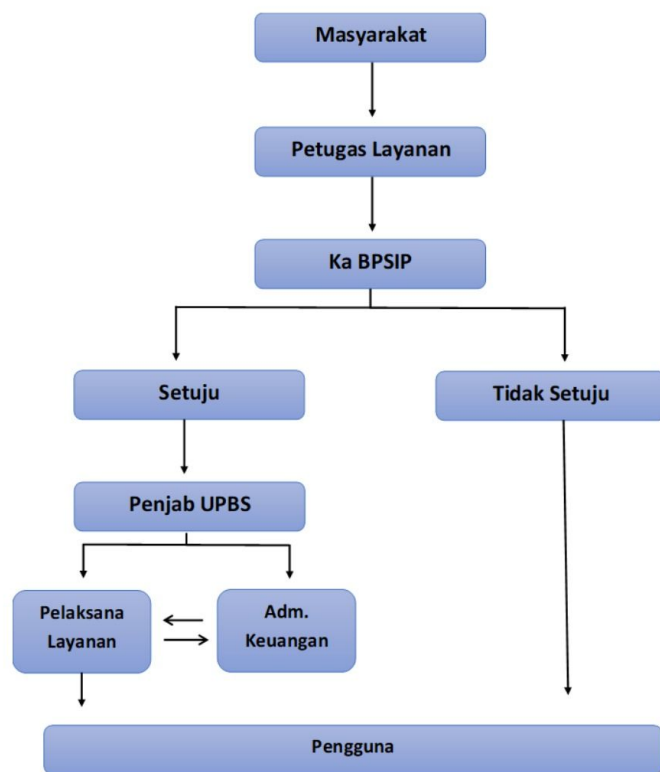 Masyarakat
Petugas Layanan
Ka BPSIP
Setuju
Tidak Setuju
Penjab UPBS
Pelaksana
Layanan
Adm.
Keuangan
Pengguna